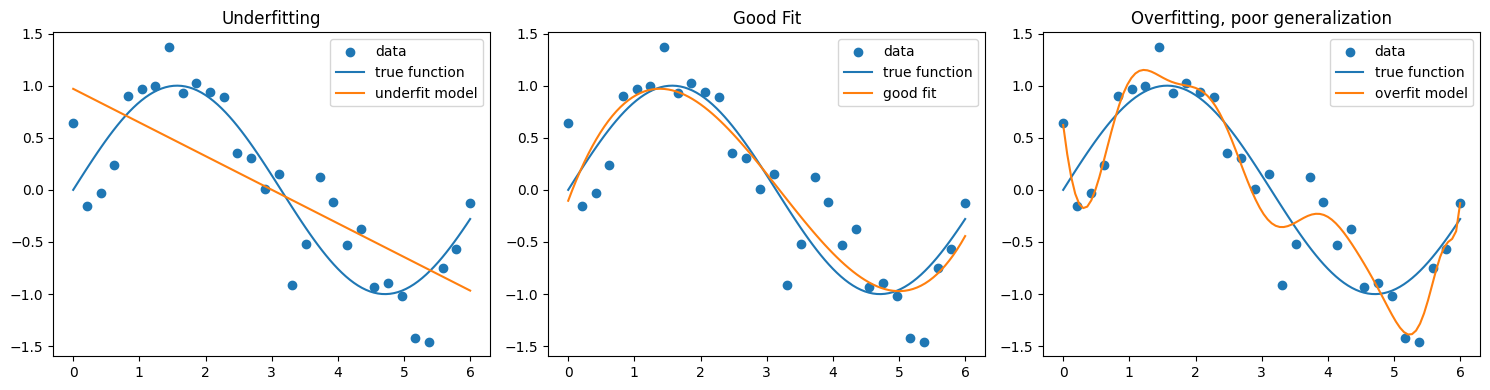 Underfitting
1.5
1.0
0.5
0.0
−0.5
−1.0
−1.5
0 1 2 3 4 5 6
data
true function
underfit model
Good Fit
1.5
1.0
0.5
0.0
−0.5
−1.0
−1.5
0 1 2 3 4 5 6
data
true function
good fit
Overfitting, poor generalization
1.5
1.0
0.5
0.0
−0.5
−1.0
−1.5
0 1 2 3 4 5 6
data
true function
overfit model